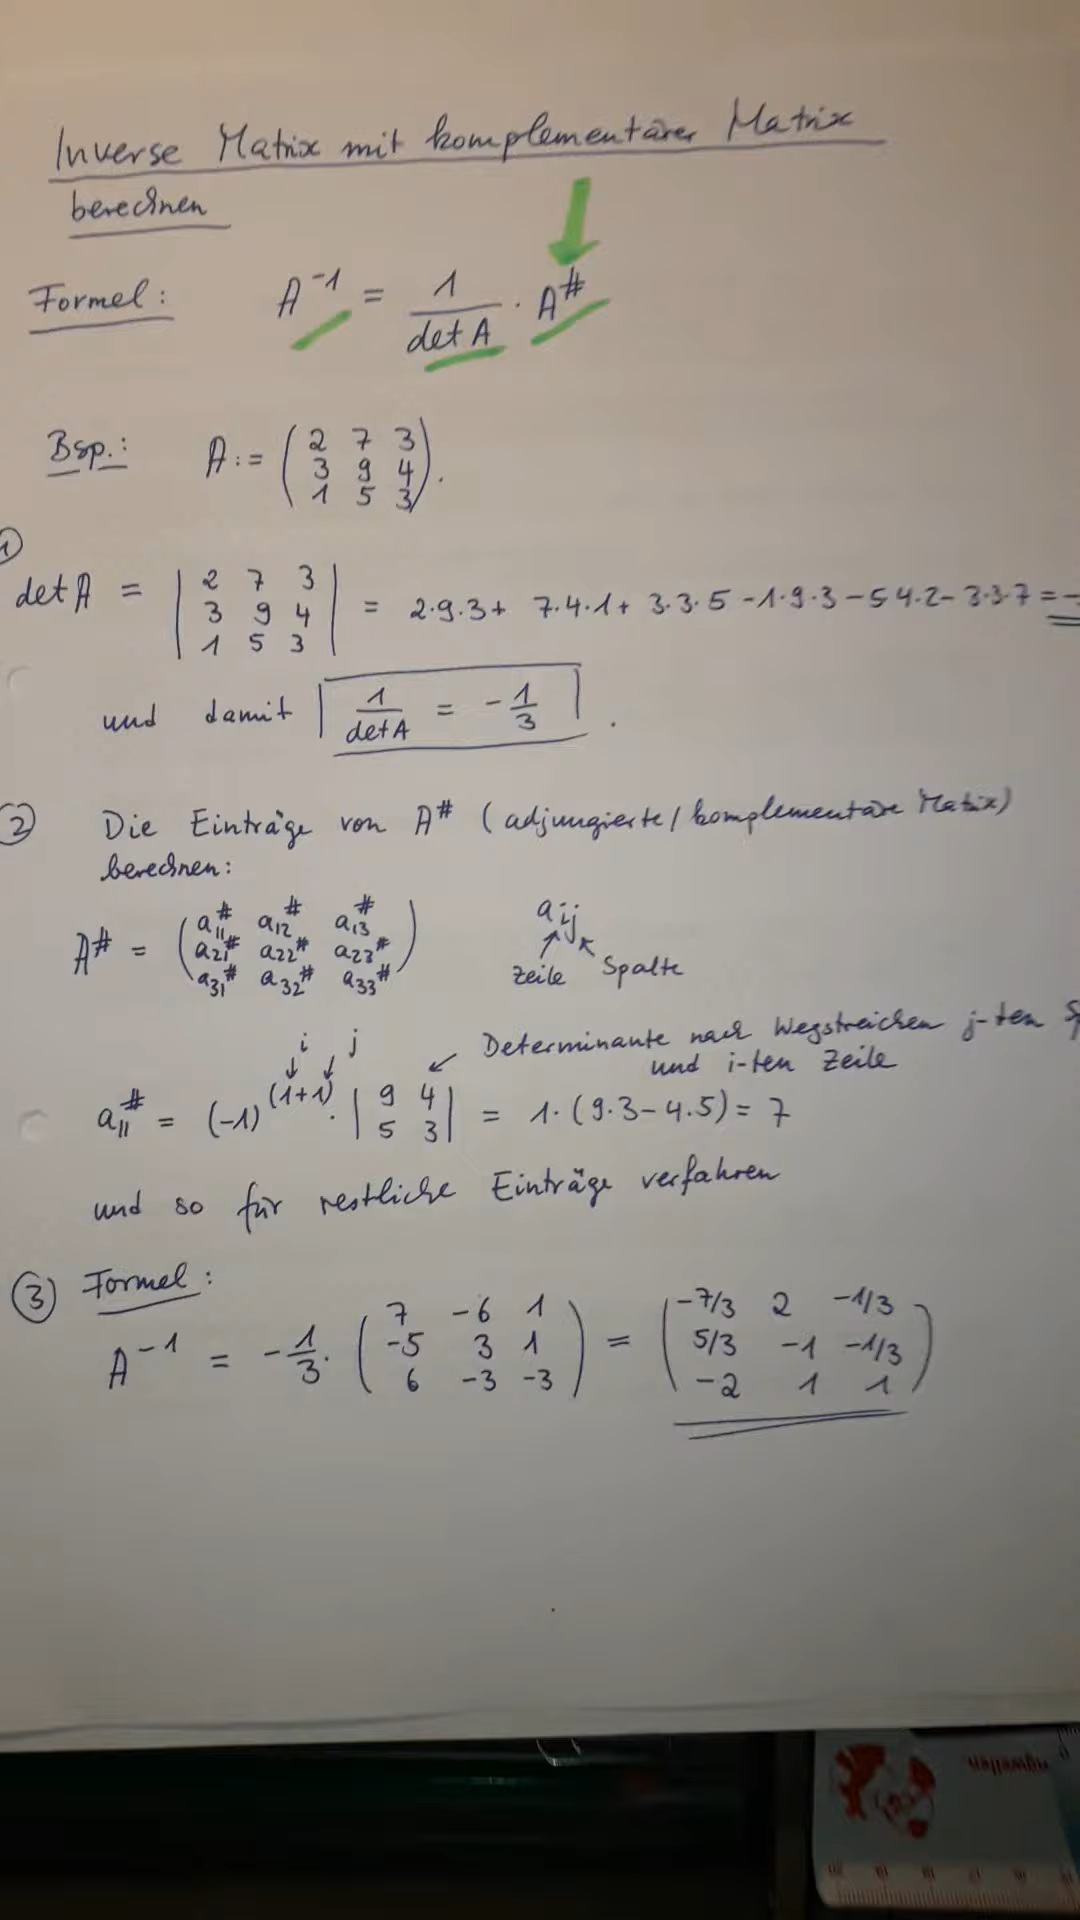 Inverse Matrix mit komplementärer Matrix
berechnen
Formel: A⁻¹ = 1/det A · A#
Bsp.: A := (2 7 3
3 9 4
1 5 3).
1
det A = |2 7 3
3 9 4
1 5 3| = 2·9·3 + 7·4·1 + 3·3·5 - 1·9·3 - 5·4·2 - 3·3·7 = -
und damit 1/det A = - 1/3 .
2 Die Einträge von A# (adjungierte/komplementäre Matrix)
berechnen:
A# = (a₁₁# a₁₂# a₁₃#
a₂₁# a₂₂# a₂₃#
a₃₁# a₃₂# a₃₃#)
aij
Zeile Spalte
i j
Determinante nach Wegstreichen j-ten
und i-ten Zeile
a₁₁# = (-1)^(1+1) · |9 4
5 3| = 1·(9·3 - 4·5) = 7
und so für restliche Einträge verfahren
3 Formel:
A⁻¹ = - 1/3 · (7 -6 1
-5 3 1
6 -3 -3) = (-7/3 2 -1/3
5/3 -1 -1/3
-2 1 1)
20 19 18 17 16